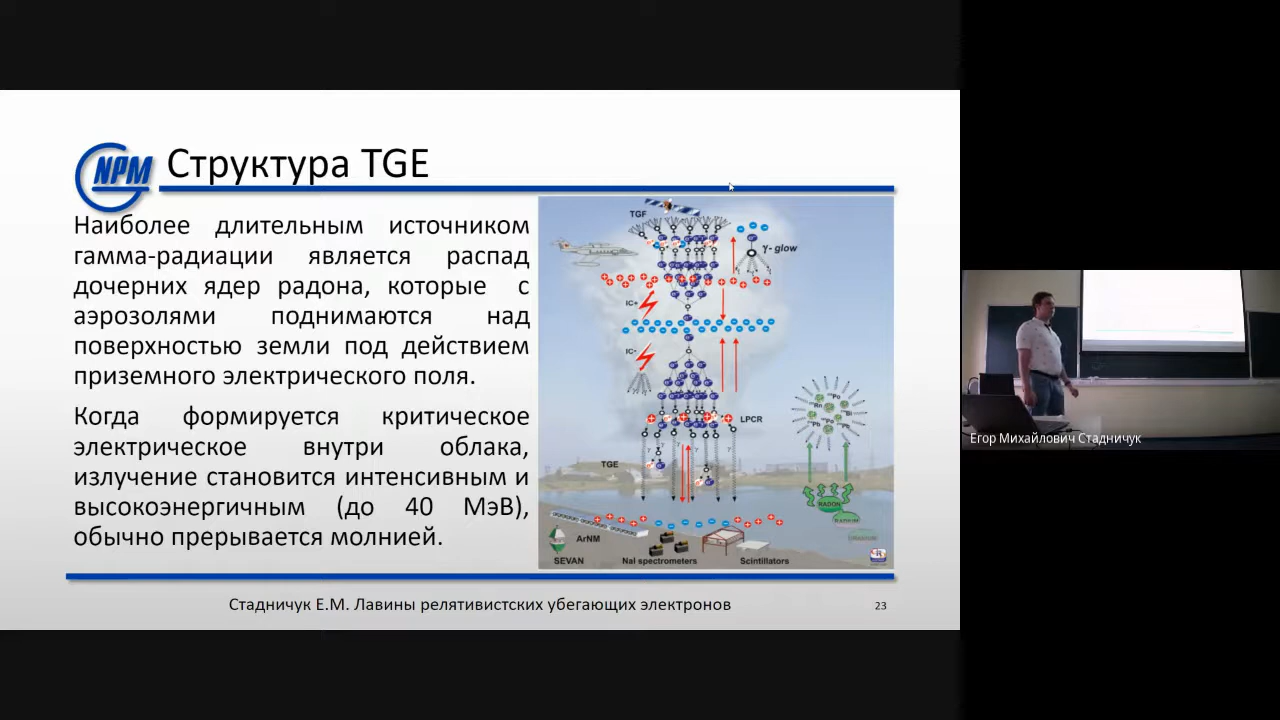 NPM
Структура TGE
Наиболее длительным источником
гамма-радиации является распад
дочерних ядер радона, которые с
аэрозолями поднимаются над
поверхностью земли под действием
приземного электрического поля.
Когда формируется критическое
электрическое внутри облака,
излучение становится интенсивным и
высокоэнергичным (до 40 МэВ),
обычно прерывается молнией.
TGF
γ- glow
IC+
IC-
LPCR
TGE
RADON
RADIUM
ArNM
SEVAN
NaI spectrometers
Scintillators
Стадничук Е.М. Лавины релятивистских убегающих электронов
23
Егор Михайлович Стадничук